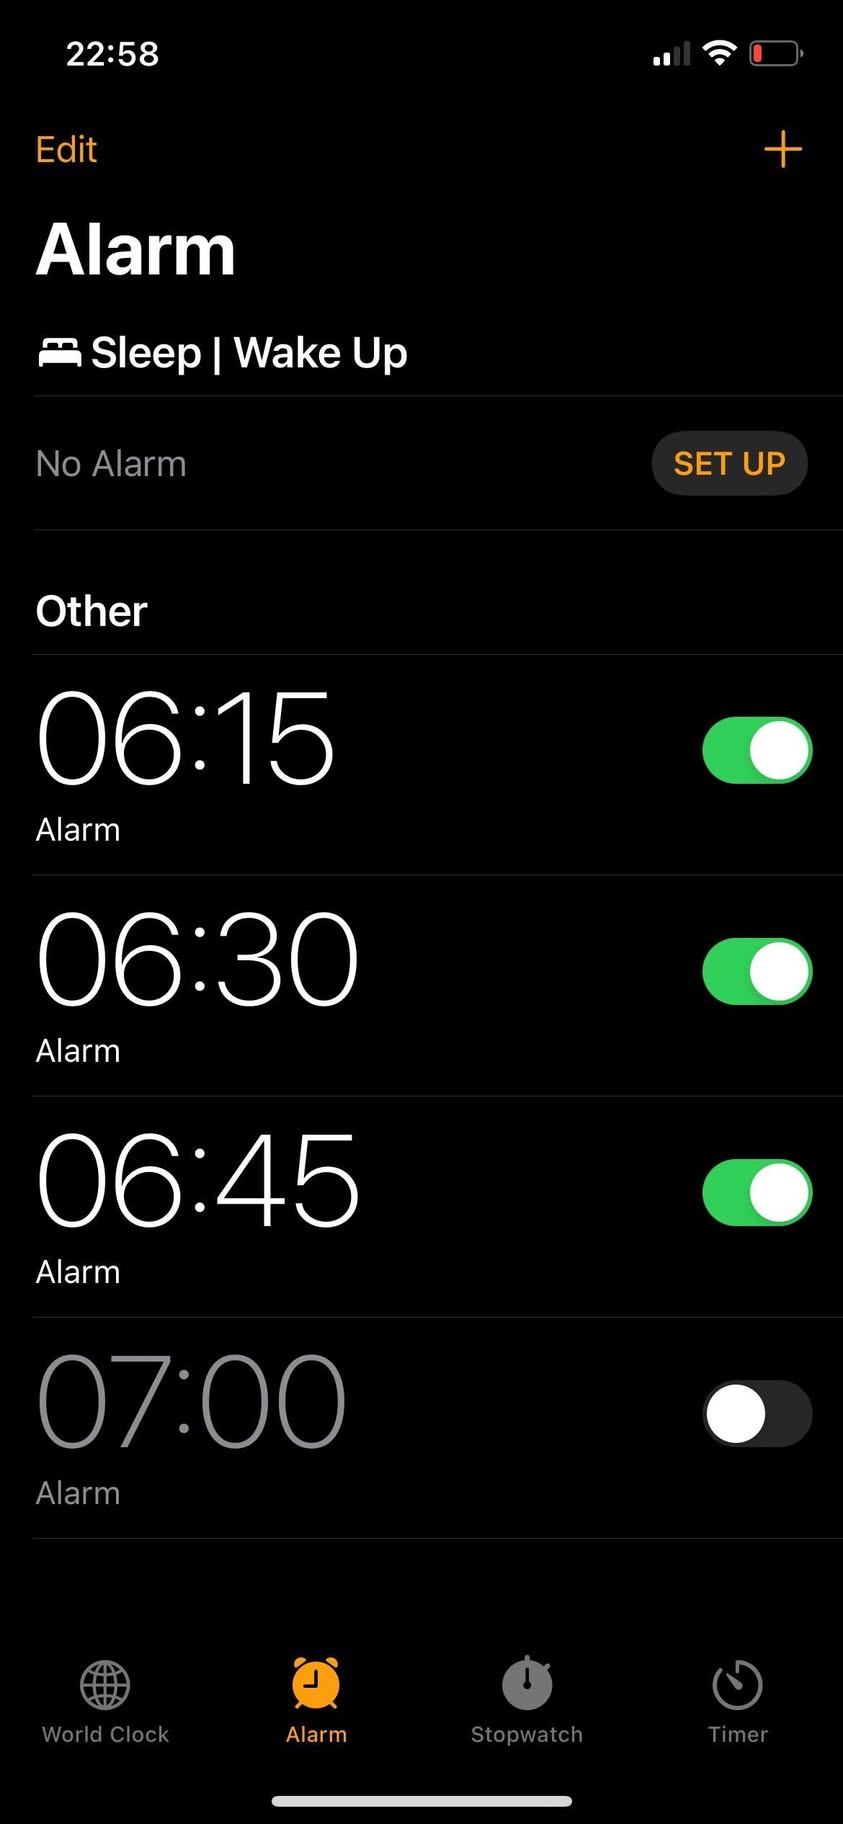 22:58
Edit
Alarm
Sleep | Wake Up
No Alarm SET UP
Other
06:15
Alarm
06:30
Alarm
06:45
Alarm
07:00
Alarm
World Clock Alarm Stopwatch Timer